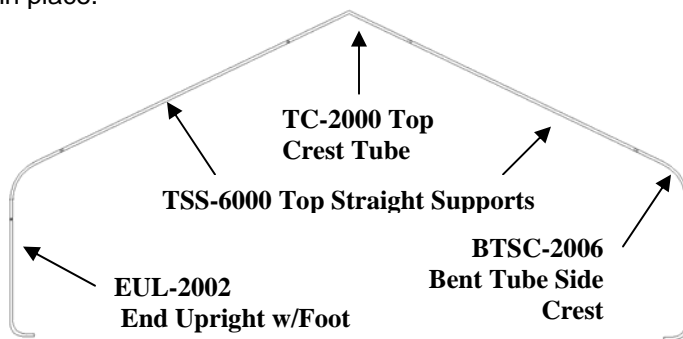 in place.
TC-2000 Top
Crest Tube
TSS-6000 Top Straight Supports
BTSC-2006
Bent Tube Side
Crest
EUL-2002
End Upright w/Foot